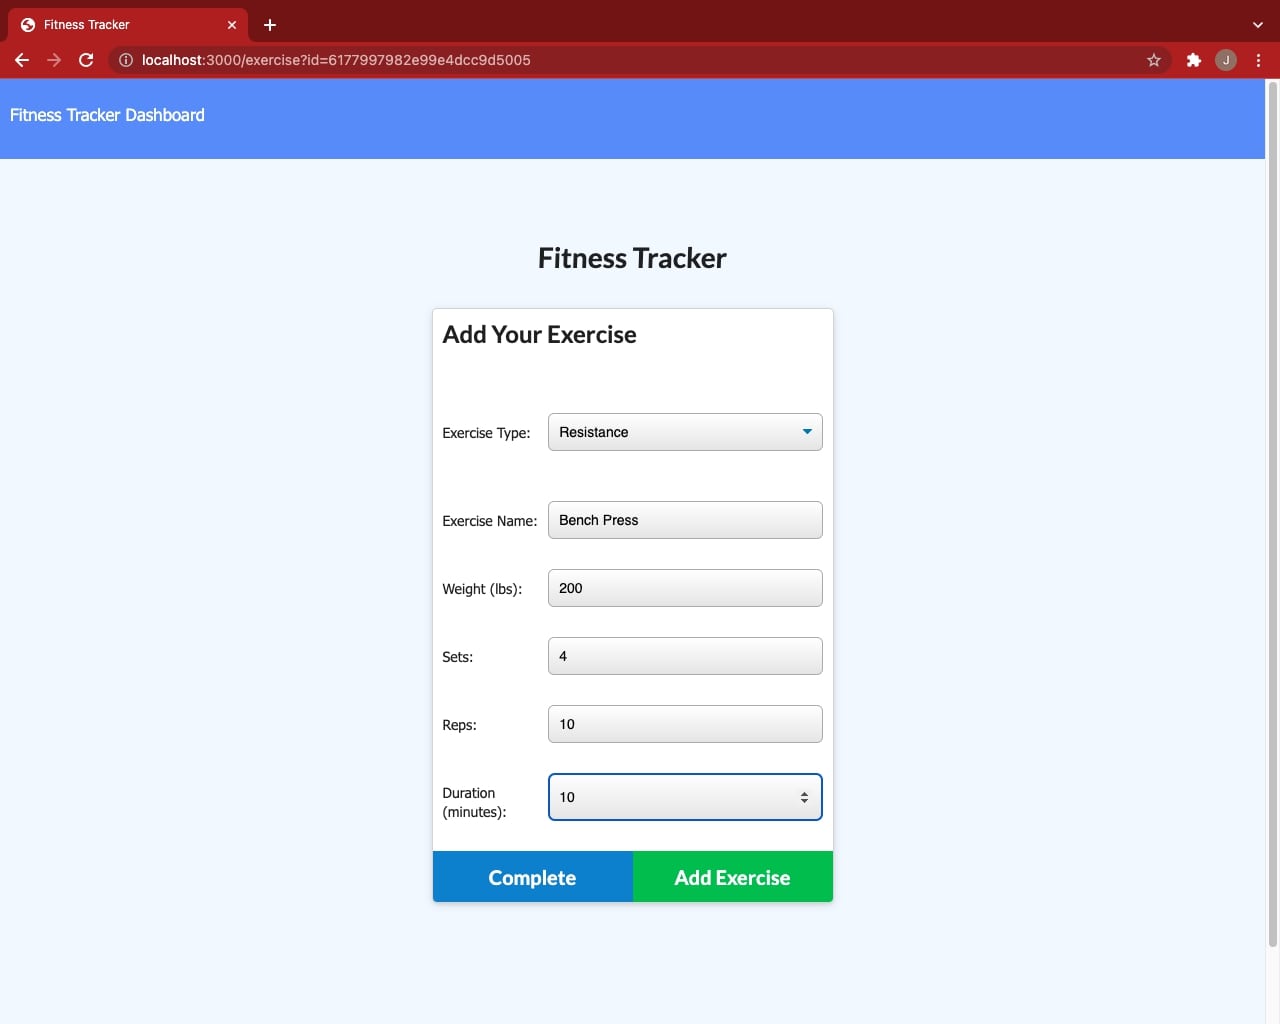 Fitness Tracker
localhost:3000/exercise?id=6177997982e99e4dcc9d5005
J
Fitness Tracker Dashboard
Fitness Tracker
Add Your Exercise
Exercise Type: Resistance
Exercise Name: Bench Press
Weight (lbs): 200
Sets: 4
Reps: 10
Duration
(minutes): 10
Complete Add Exercise